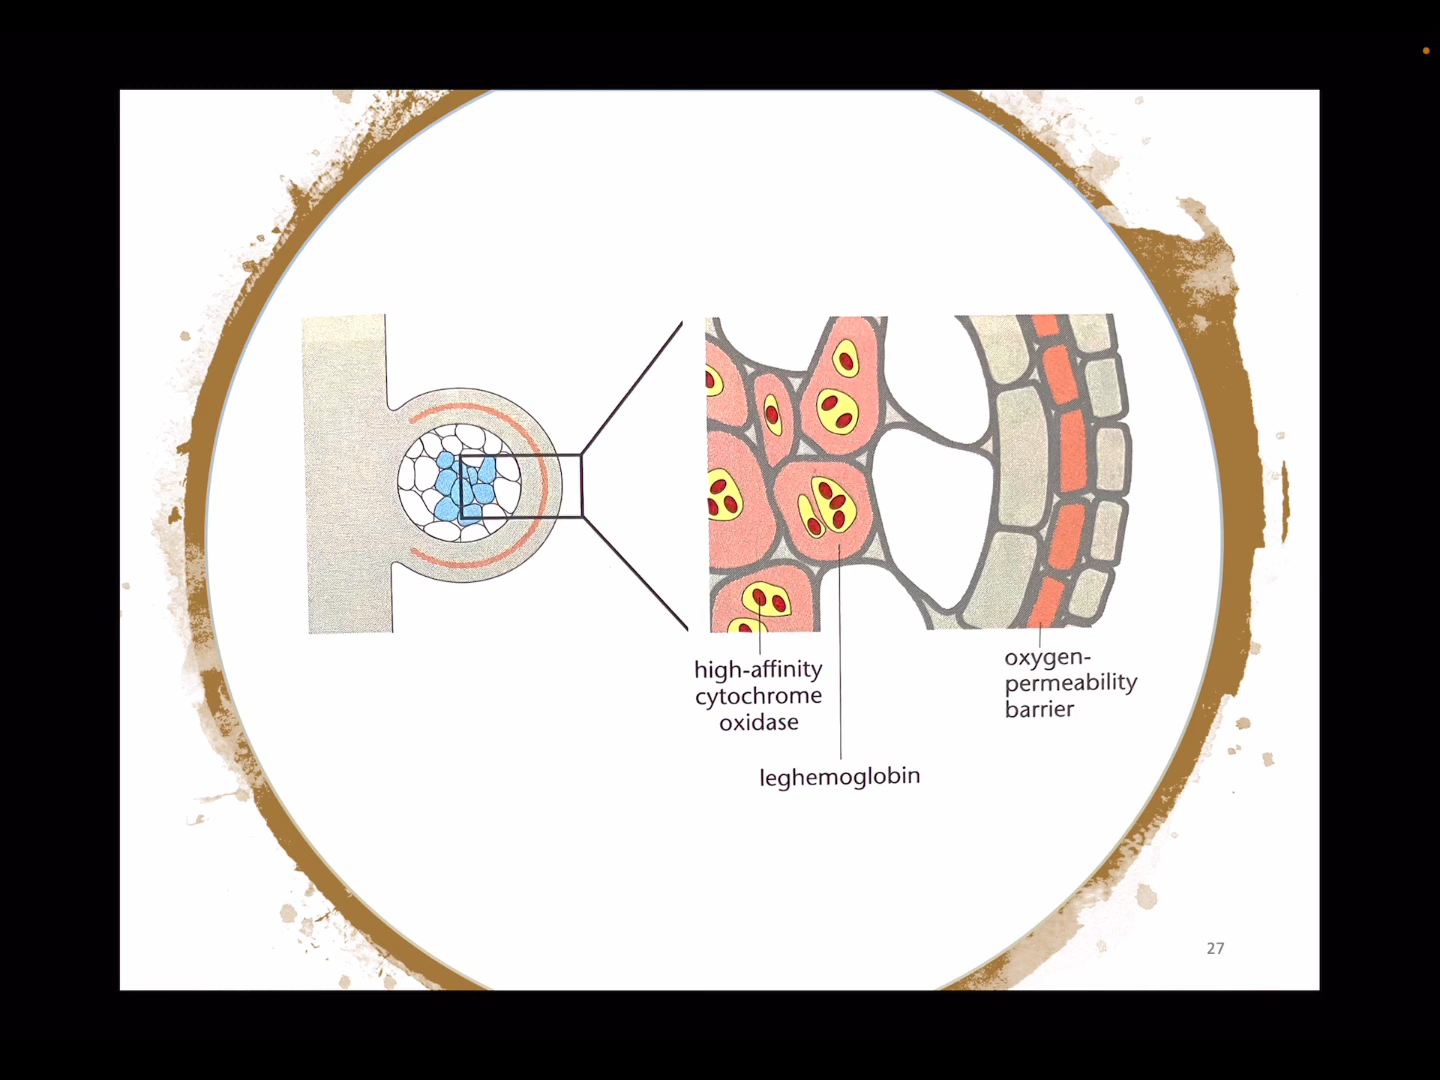 high-affinity
cytochrome
oxidase
leghemoglobin
oxygen-
permeability
barrier
27